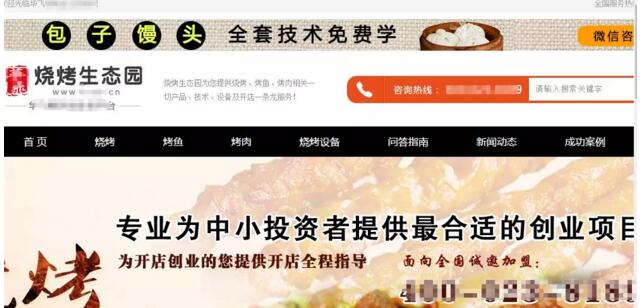 迎光临华飞
全国服务热
包子馒头 全套技术免费学
微信咨
烧烤生态园
www. cn
华 台
烧烤生态园为您提供烧烤、烤鱼、烤肉相关一
切产品、技术、设备及开店一条龙服务！
咨询热线： 9
请输入搜索关键字
首 页 烧烤 烤鱼 烤肉 烧烤设备 问答指南 新闻动态 成功案例
专业为中小投资者提供最合适的创业项目
烤
为开店创业的您提供开店全程指导 面向全国诚邀加盟：
400-023-818